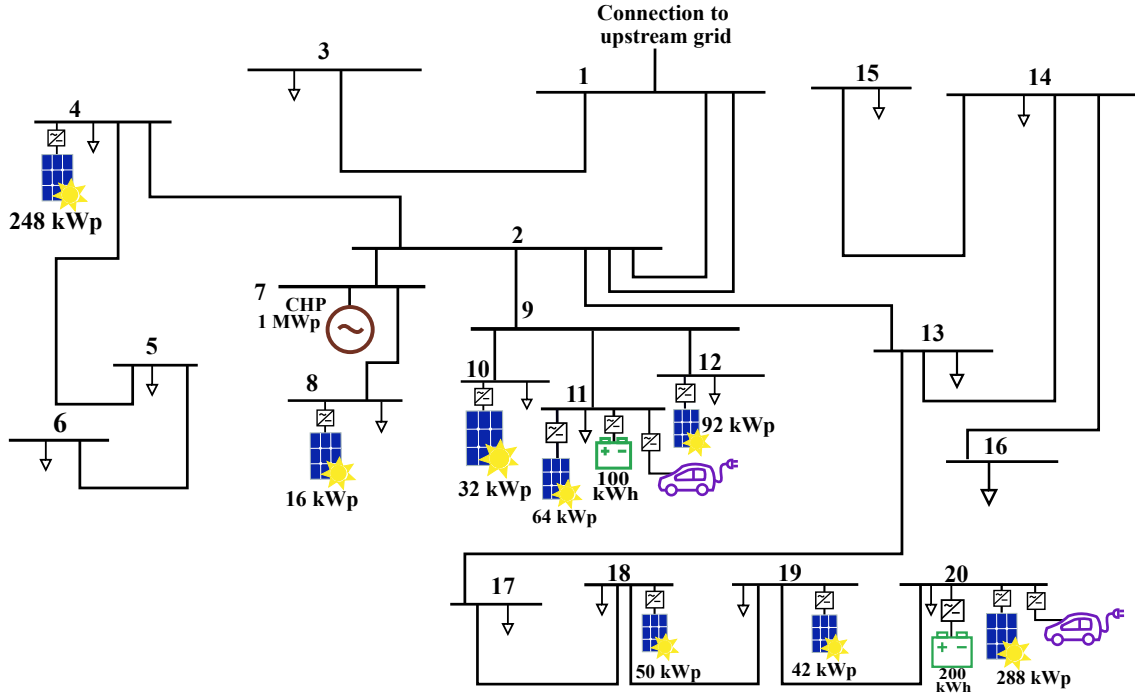 Connection to
upstream grid
3
1
15
14
4
248 kWp
2
7
CHP
1 MWp
9
13
5
10
12
8
11
92 kWp
6
16
32 kWp
100
kWh
16 kWp
64 kWp
17
18
19
20
50 kWp
42 kWp
200
kWh
288 kWp